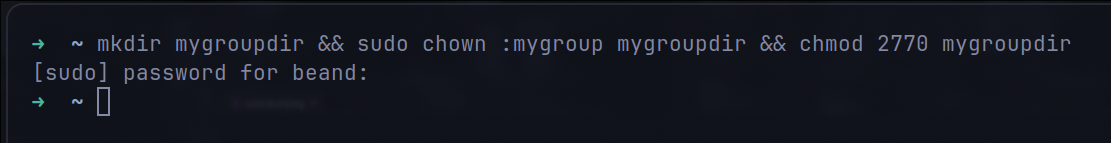 ➜  ~ mkdir mygroupdir && sudo chown :mygroup mygroupdir && chmod 2770 mygroupdir
[sudo] password for beand:
➜  ~